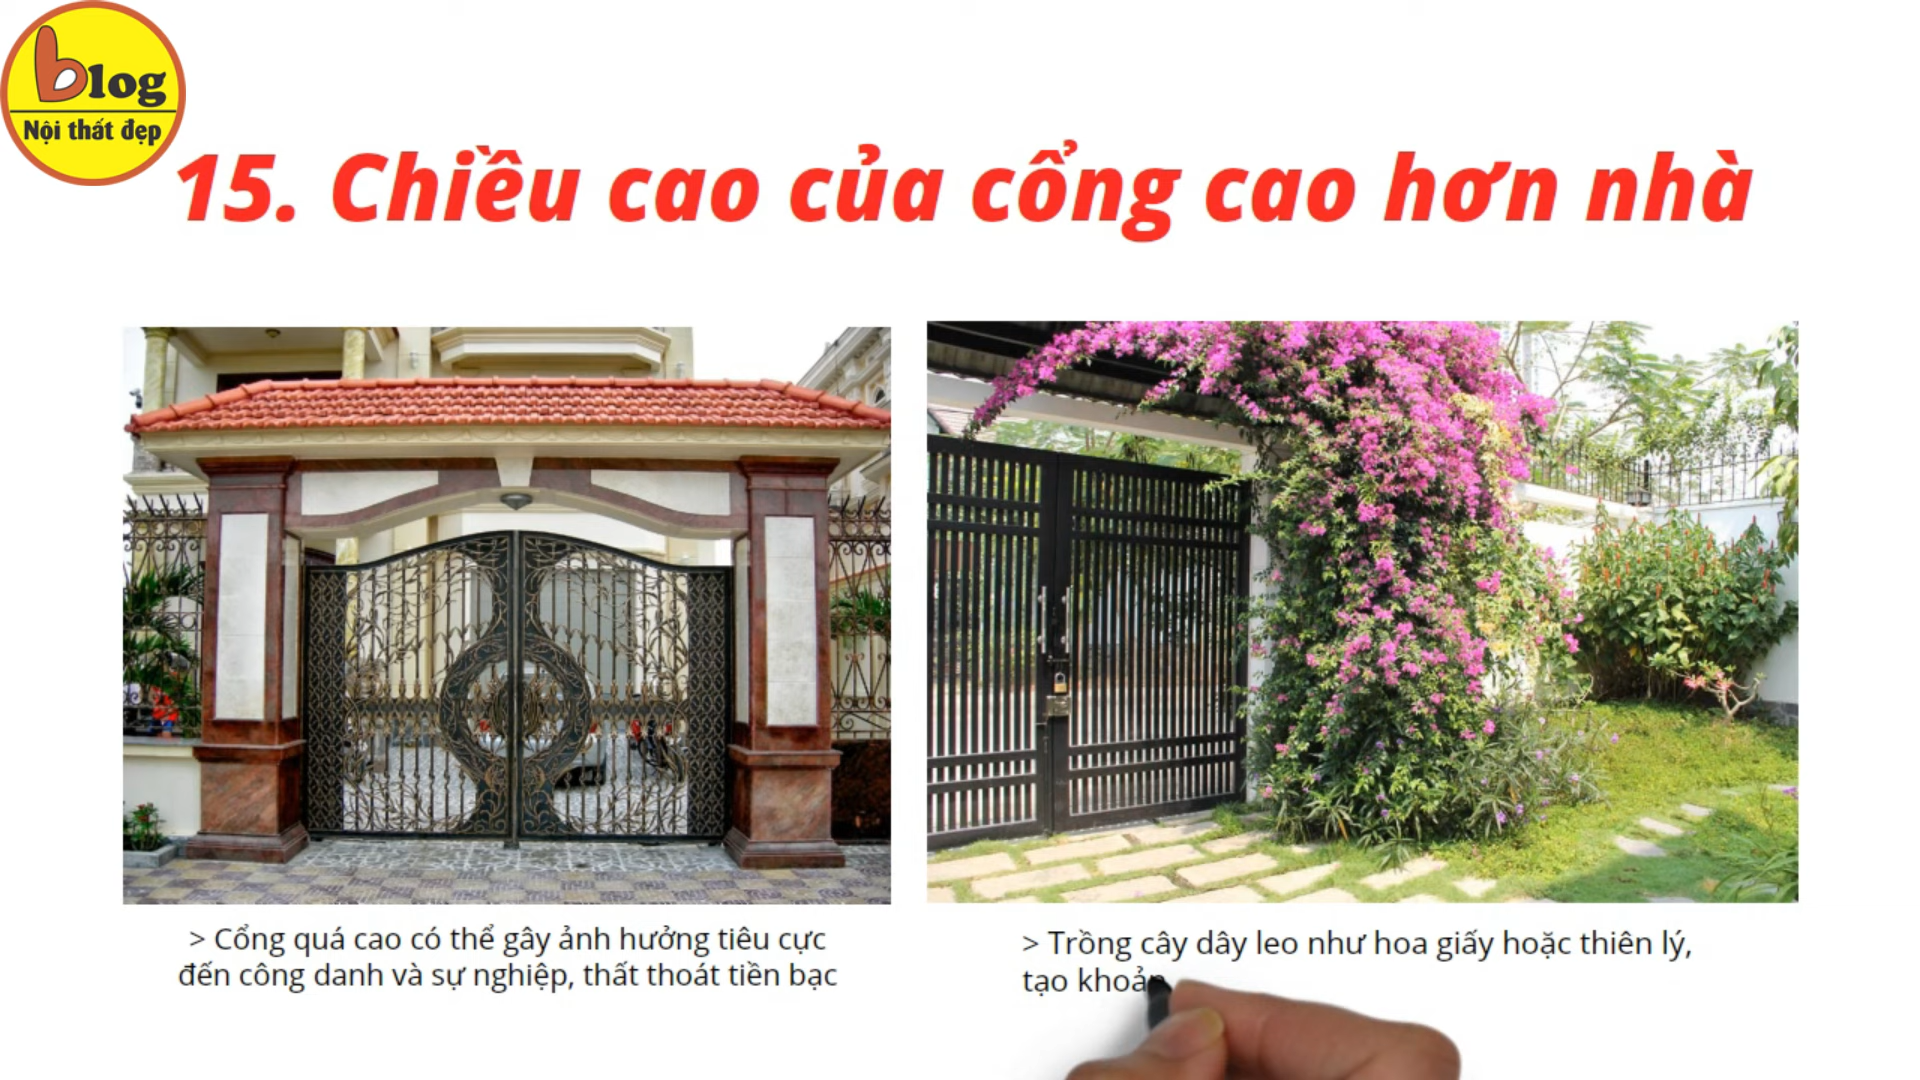 blog
Nội thất đẹp
15. Chiều cao của cổng cao hơn nhà
> Cổng quá cao có thể gây ảnh hưởng tiêu cực
đến công danh và sự nghiệp, thất thoát tiền bạc
> Trồng cây dây leo như hoa giấy hoặc thiên lý,
tạo khoản